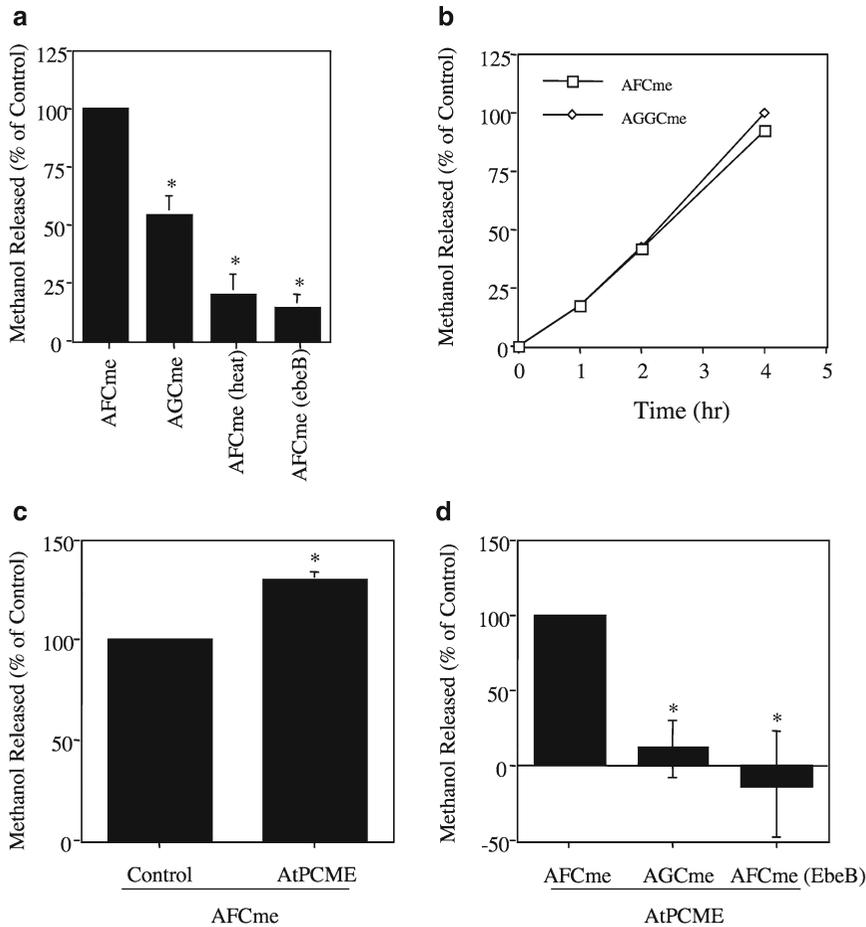 a
Methanol Released (% of Control)
125
100
75
50
25
0
*
*
*
AFCme
AGCme
AFCme (heat)
AFCme (ebeB)
b
Methanol Released (% of Control)
125
100
75
50
25
0
AFCme
AGGCme
0 1 2 3 4 5
Time (hr)
c
Methanol Released (% of Control)
150
100
50
0
*
Control AtPCME
AFCme
d
Methanol Released (% of Control)
150
100
50
0
-50
*
*
AFCme AGCme AFCme (EbeB)
AtPCME